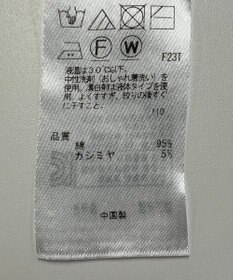 F
W
F23T
液温は30℃以下、
中性洗剤(おしゃれ着洗い)を
使用。漂白剤は液体タイプを使
用。よくすすぎ、絞りの後すぐ
に干すこと。
品質
綿 95%
カシミヤ 5%
中国製